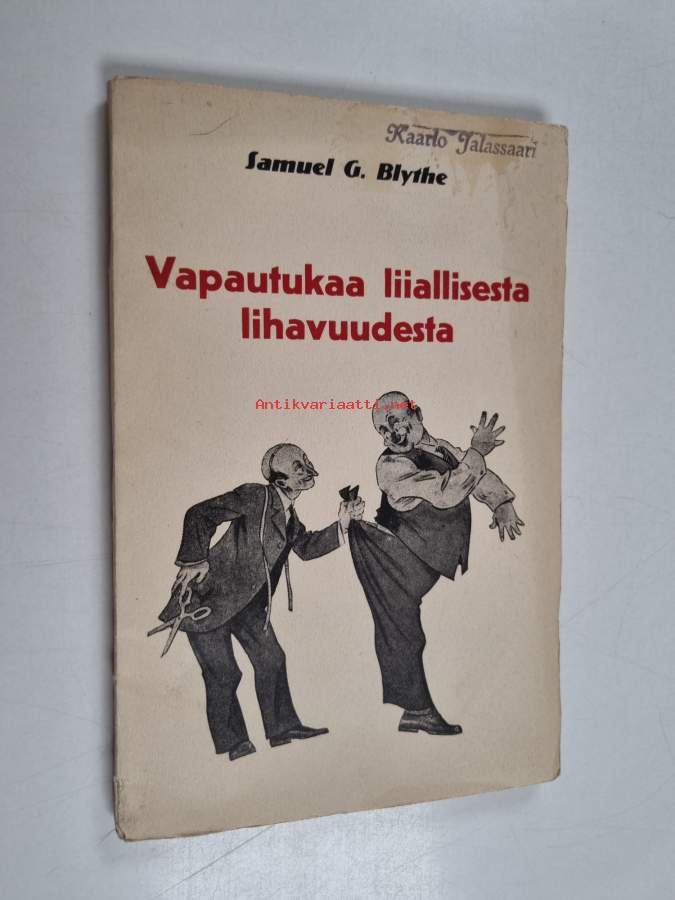 Kaarlo Jalassaari
Samuel G. Blythe
Vapautukaa liiallisesta
lihavuudesta
Antikvariaatti.net